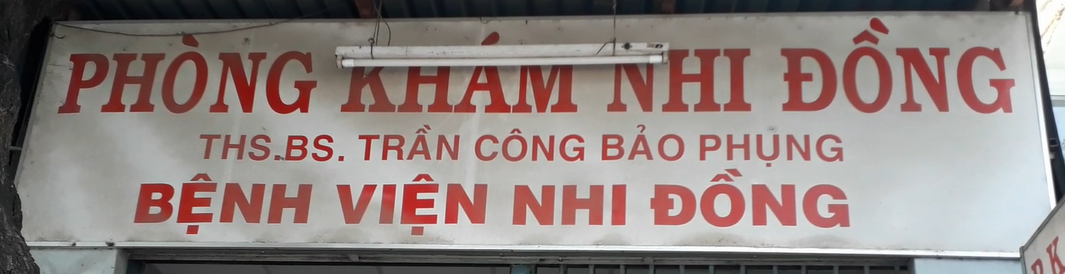 PHÒNG KHÁM NHI ĐỒNG
THS.BS. TRẦN CÔNG BẢO PHỤNG
BỆNH VIỆN NHI ĐỒNG